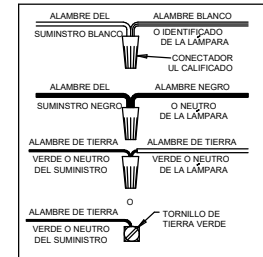 ALAMBRE DEL
SUMINSTRO BLANCO
ALAMBRE BLANCO
O IDENTIFICADO
DE LA LAMPARA
CONECTADOR
UL CALIFICADO
ALAMBRE DEL
SUMINSTRO NEGRO
ALAMBRE NEGRO
O NEUTRO
DE LA LAMPARA
ALAMBRE DE TIERRA
VERDE O NEUTRO
DEL SUMINISTRO
ALAMBRE DE TIERRA
VERDE O NEUTRO
DE LA LAMPARA
O
ALAMBRE DE TIERRA
VERDE O NEUTRO
DEL SUMINISTRO
TORNILLO DE
TIERRA VERDE